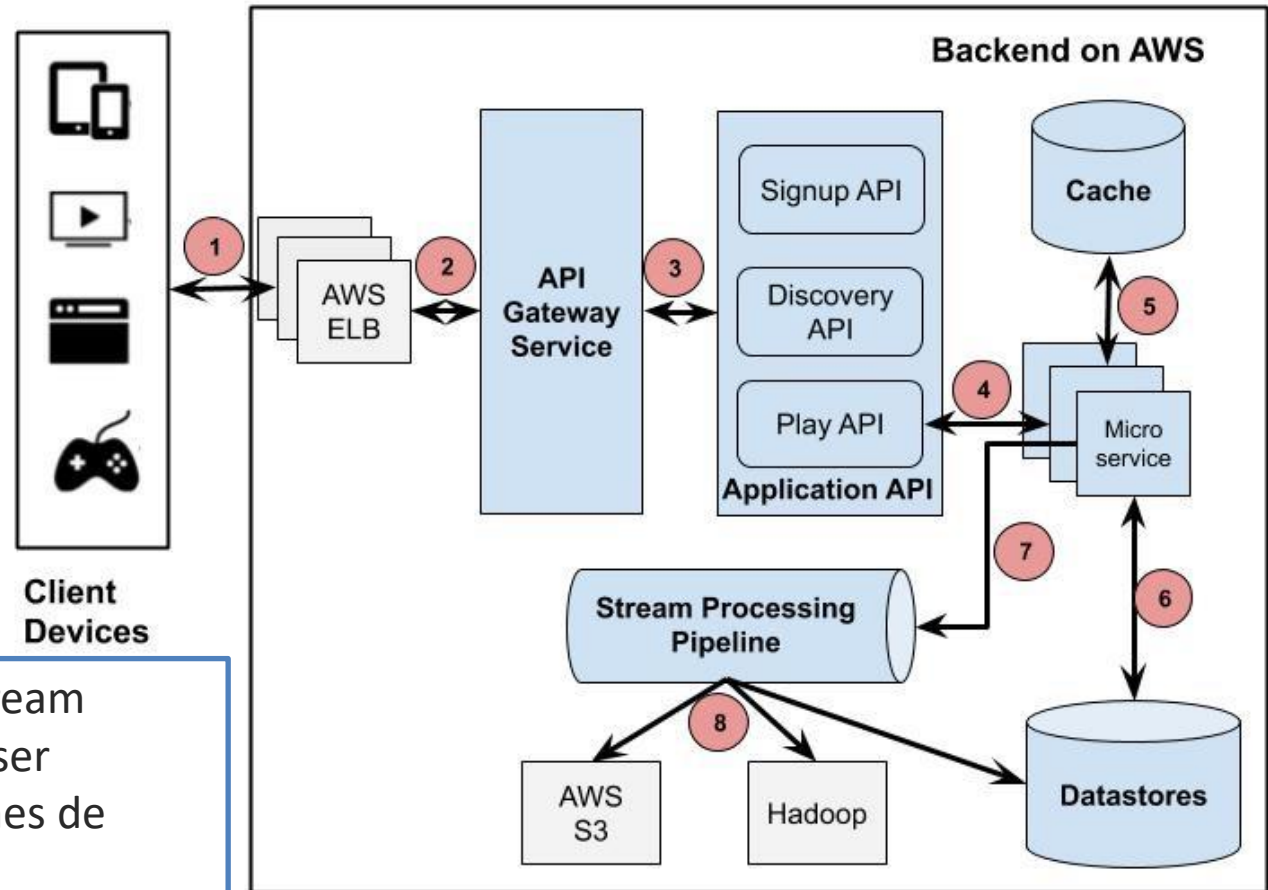 Backend on AWS
Client
Devices
1
AWS
ELB
2
API
Gateway
Service
3
Signup API
Discovery
API
Play API
Application API
4
Micro
service
5
Cache
6
Datastores
7
Stream Processing
Pipeline
8
AWS
S3
Hadoop
ser
de